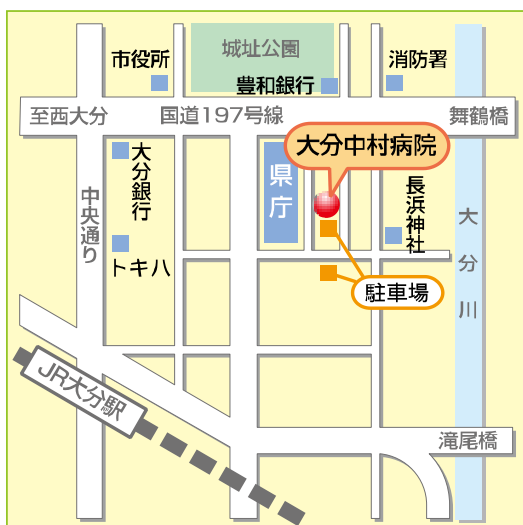 城址公園
市役所
消防署
豊和銀行
至西大分
国道197号線
舞鶴橋
大分中村病院
大分銀行
県庁
長浜神社
中央通り
大分川
トキハ
駐車場
JR大分駅
滝尾橋